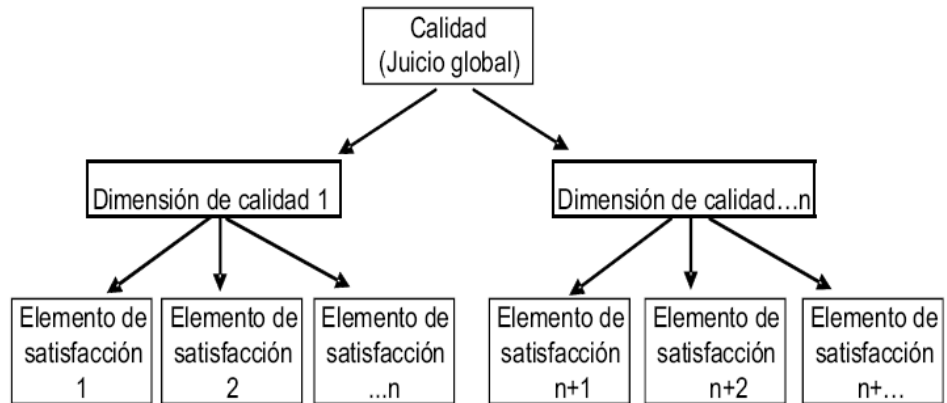 Calidad
(Juicio global)
Dimensión de calidad 1
Dimensión de calidad...n
Elemento de
satisfacción
1
Elemento de
satisfacción
2
Elemento de
satisfacción
...n
Elemento de
satisfacción
n+1
Elemento de
satisfacción
n+2
Elemento de
satisfacción
n+...